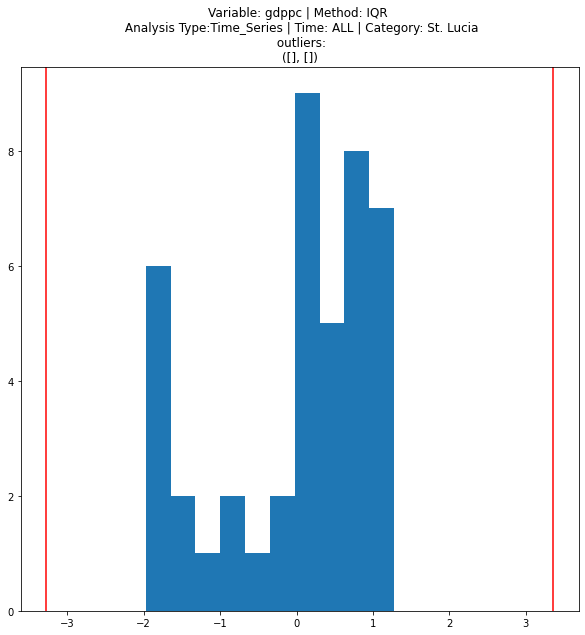 Variable: gdppc | Method: IQR
Analysis Type:Time_Series | Time: ALL | Category: St. Lucia
outliers:
([], [])
8
6
4
2
0
−3 −2 −1 0 1 2 3